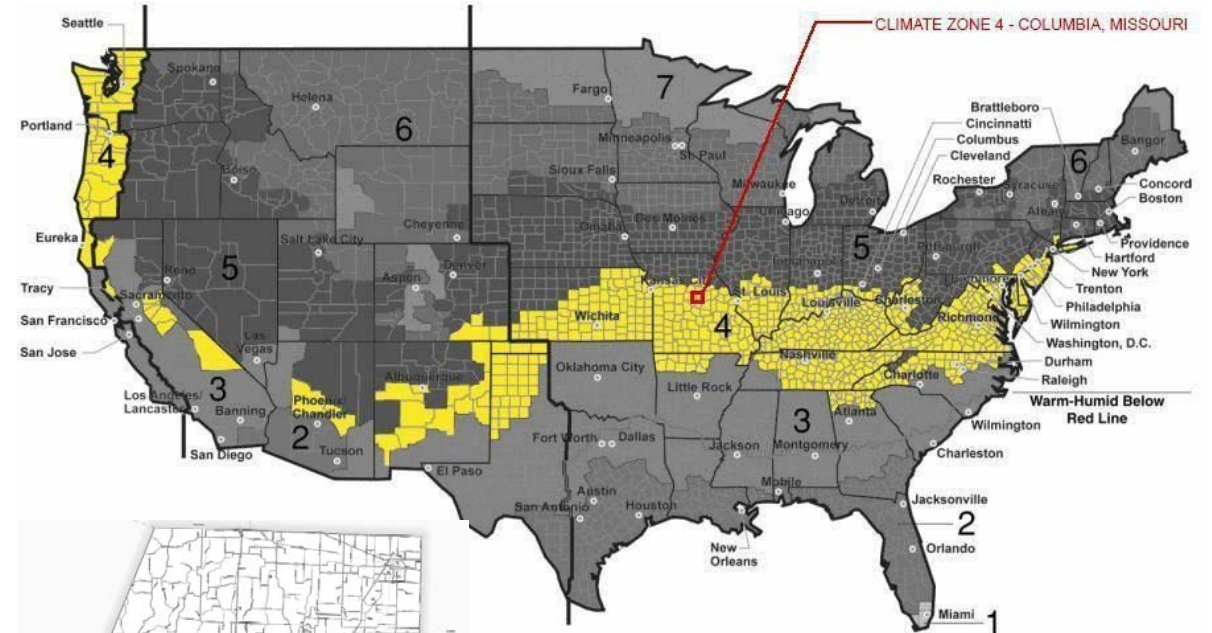 Seattle
CLIMATE ZONE 4 - COLUMBIA, MISSOURI
Spokane
Helena
Fargo
7
Portland
4
6
Boise
Minneapolis
St. Paul
Sioux Falls
Milwaukee
Brattleboro
Cincinnatti
Columbus
Cleveland
Rochester
Syracuse
6
Bangor
Concord
Boston
Albany
Detroit
Chicago
Des Moines
Omaha
Cheyenne
Salt Lake City
Eureka
Reno
5
Aspen
Denver
Indianapolis
5
Pittsburgh
Providence
Hartford
New York
Trenton
Philadelphia
Wilmington
Washington, D.C.
Baltimore
Tracy
Sacramento
San Francisco
San Jose
Kansas City
St. Louis
Louisville
Charleston
Richmond
Wichita
4
Las
Vegas
3
Nashville
Durham
Raleigh
Charlotte
Albuquerque
Oklahoma City
Little Rock
Atlanta
Warm-Humid Below
Red Line
Los Angeles/
Lancaster
Banning
Phoenix/
Chandler
2
Tucson
San Diego
El Paso
Fort Worth
Dallas
Jackson
3
Montgomery
Wilmington
Charleston
Mobile
Austin
San Antonio
Houston
New
Orleans
Jacksonville
2
Orlando
Miami
1